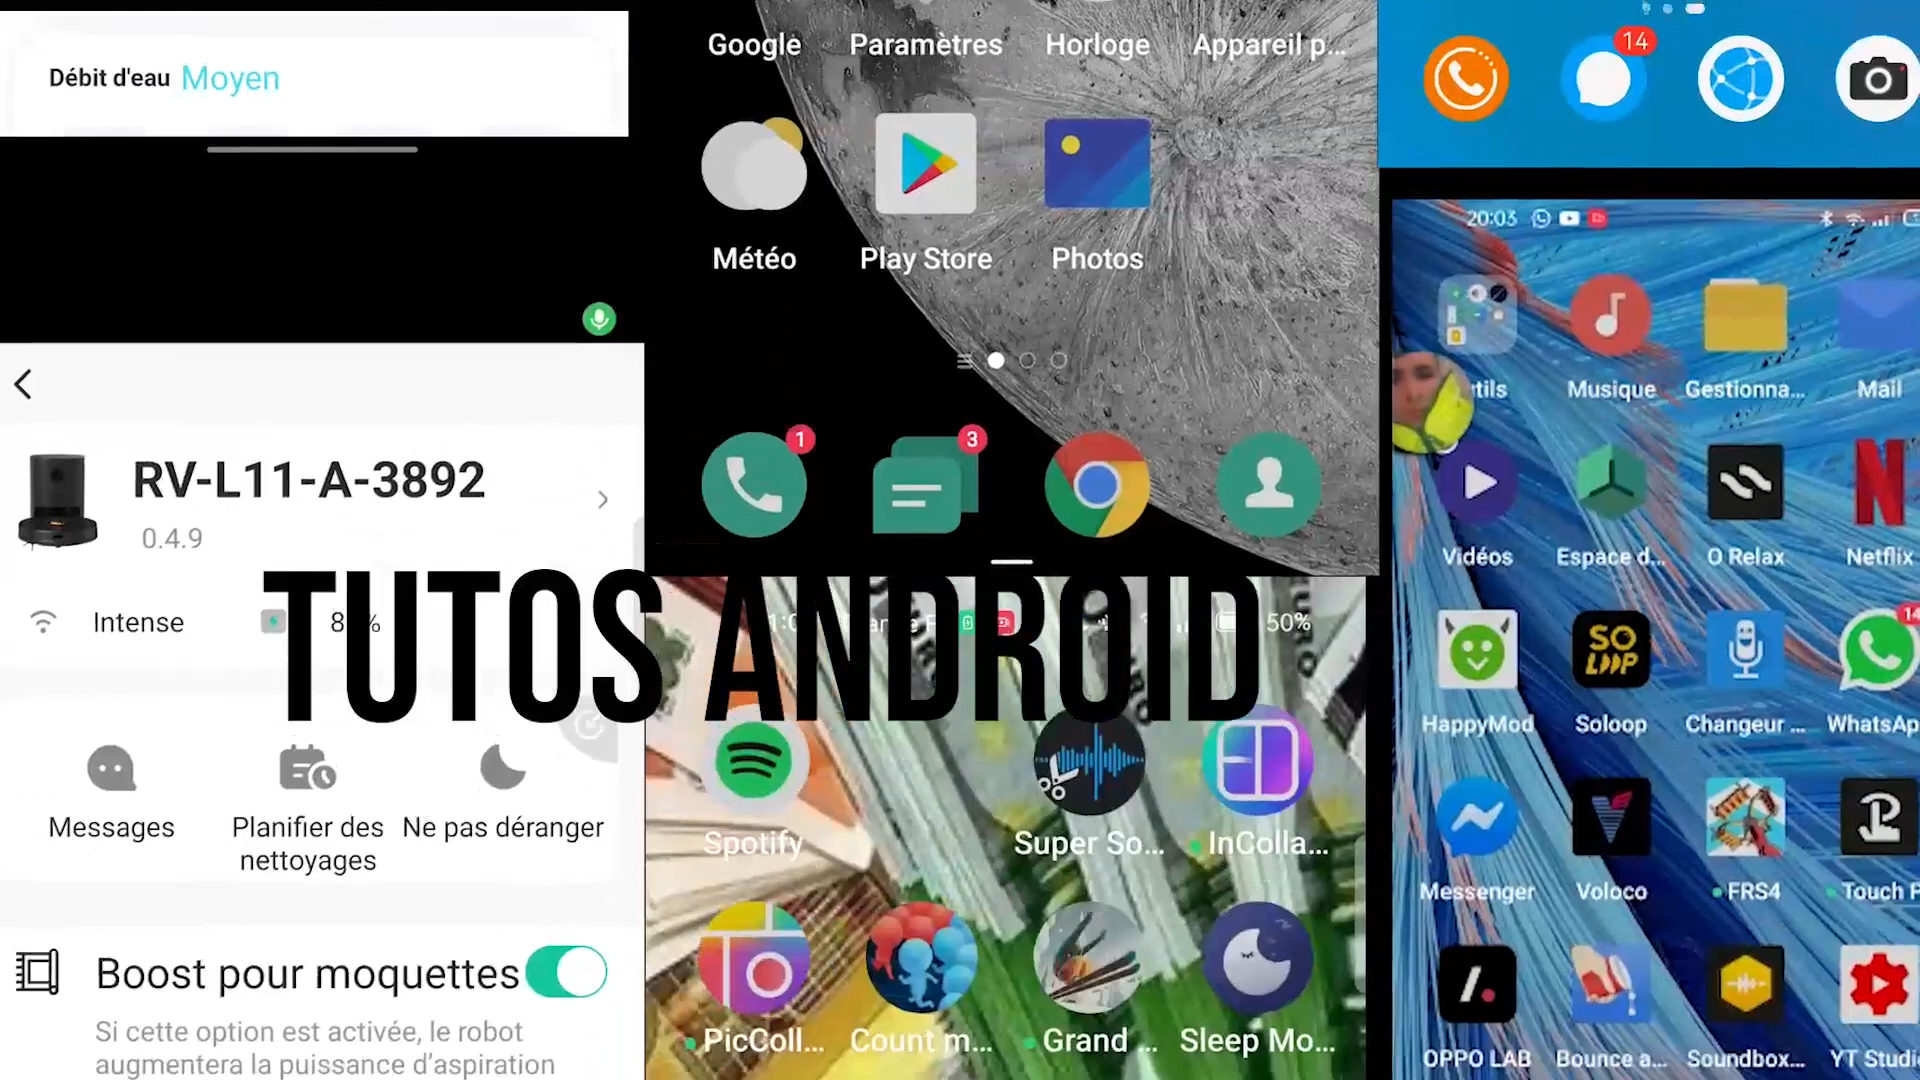 Débit d'eau Moyen
RV-L11-A-3892
0.4.9
Intense
Messages
Planifier des
nettoyages
Ne pas déranger
Boost pour moquettes
Si cette option est activée, le robot
augmentera la puissance d'aspiration
TUTOS ANDROID
Google
Paramètres
Horloge
Appareil p...
Météo
Play Store
Photos
1
3
50%
Spotify
Super So...
InColla...
PicColl...
Count m...
Grand ...
Sleep Mo...
14
20:03
Musique
Gestionna...
Mail
Vidéos
Espace d...
O Relax
Netflix
SO
LOOP
14
HappyMod
Soloop
Changeur ...
WhatsAp
Messenger
Voloco
FRS4
Touch P
OPPO LAB
Bounce a...
Soundbox...
YT Studi